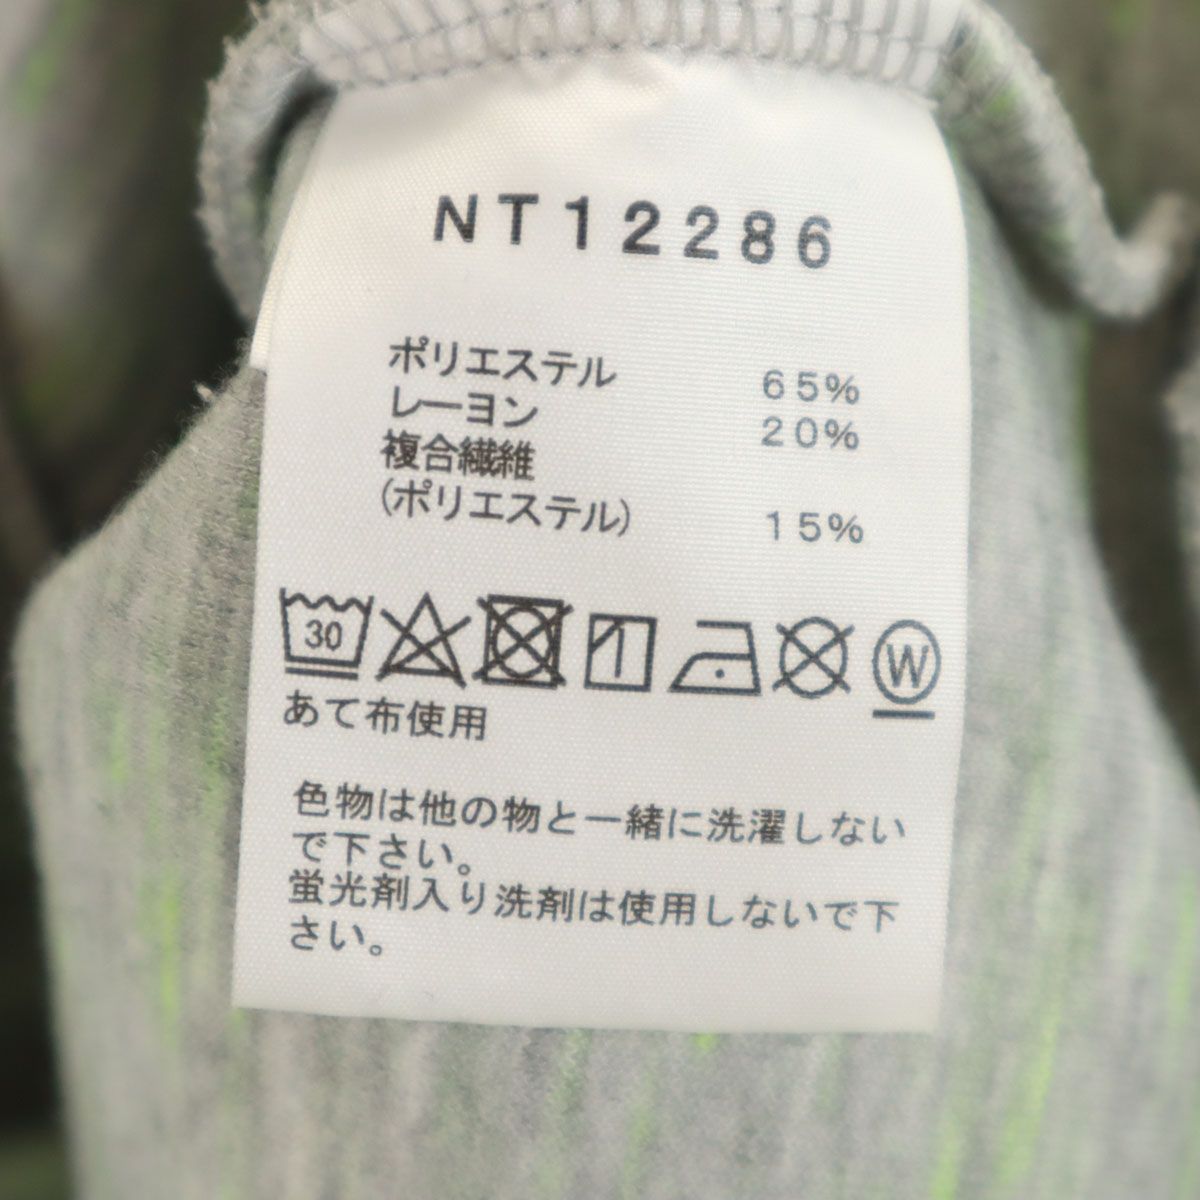 NT12286
ポリエステル 65%
レーヨン 20%
複合繊維
(ポリエステル) 15%
30 W
あて布使用
色物は他の物と一緒に洗濯しない
で下さい。
蛍光剤入り洗剤は使用しないで下
さい。